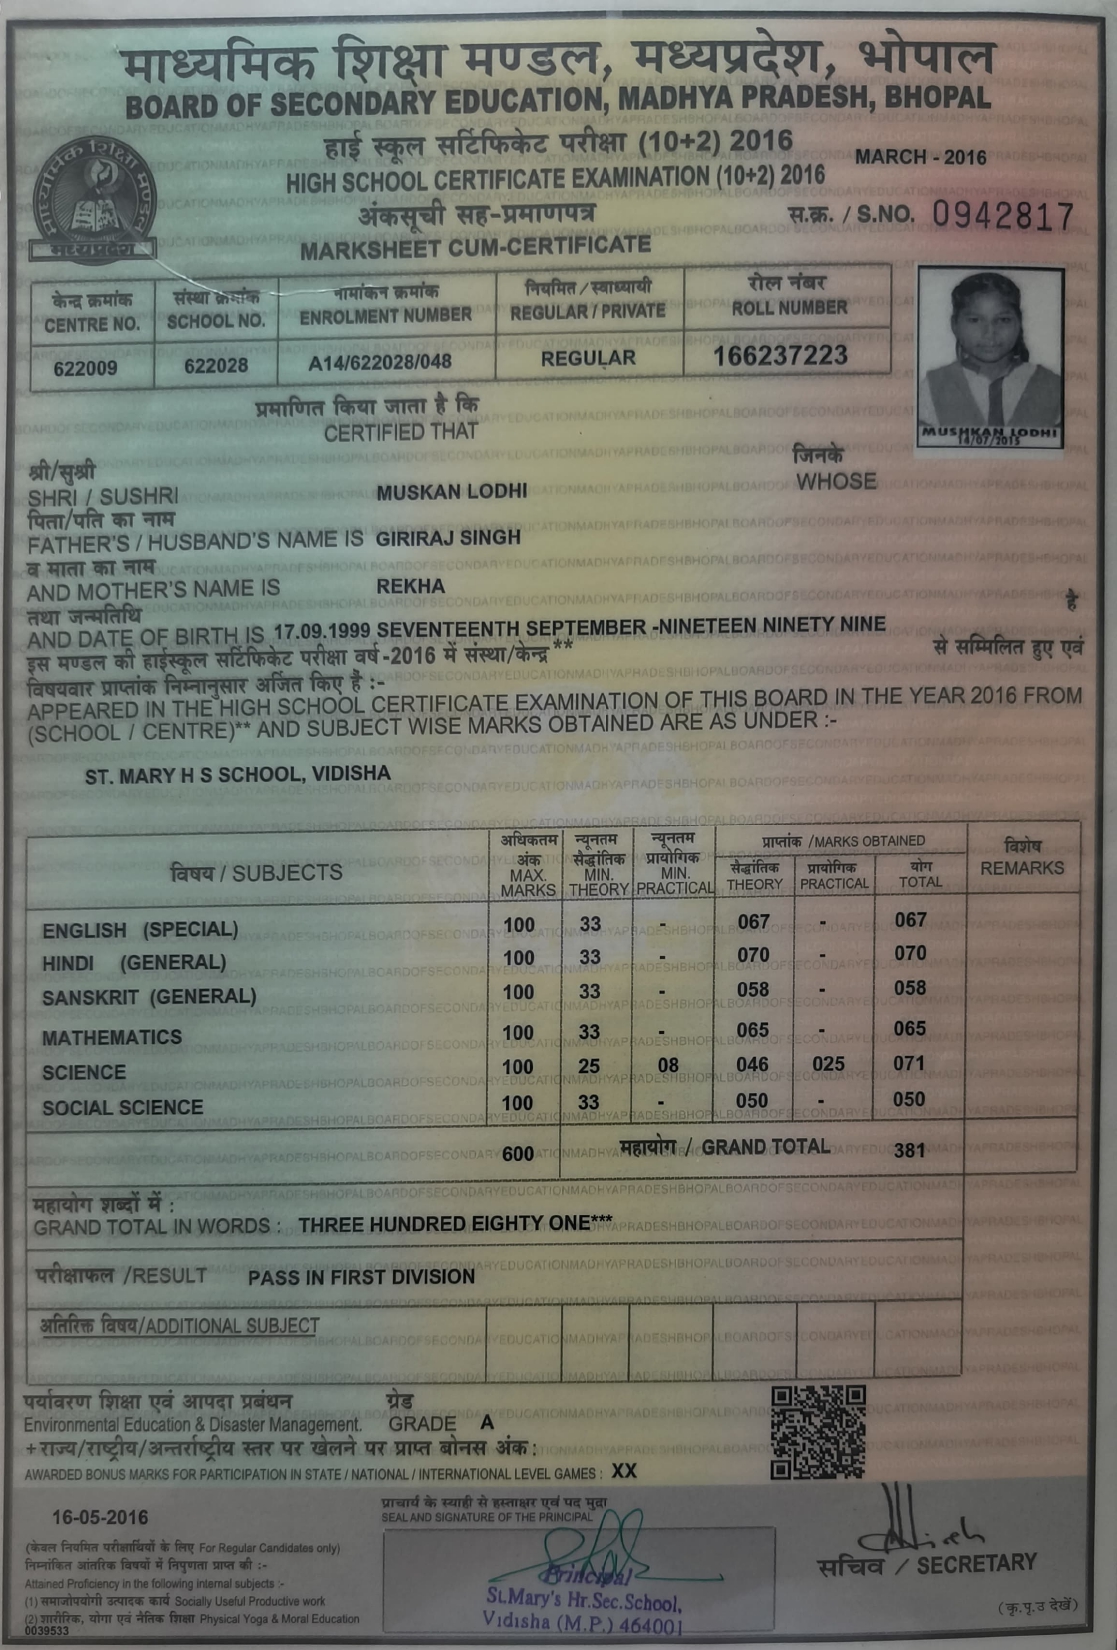 माध्यमिक शिक्षा मण्डल, मध्यप्रदेश, भोपाल
BOARD OF SECONDARY EDUCATION, MADHYA PRADESH, BHOPAL
हाई स्कूल सर्टिफिकेट परीक्षा (10+2) 2016
MARCH - 2016
HIGH SCHOOL CERTIFICATE EXAMINATION (10+2) 2016
अंकसूची सह-प्रमाणपत्र
स.क्र. / S.NO. 0942817
MARKSHEET CUM-CERTIFICATE
माध्यमिक शिक्षा मण्डल
मध्यप्रदेश
केन्द्र क्रमांक संस्था क्रमांक नामांकन क्रमांक नियमित / स्वाध्यायी रोल नंबर
CENTRE NO. SCHOOL NO. ENROLMENT NUMBER REGULAR / PRIVATE ROLL NUMBER
622009 622028 A14/622028/048 REGULAR 166237223
MUSHKAN LODHI
14/07/2015
प्रमाणित किया जाता है कि
CERTIFIED THAT
श्री/सुश्री जिनके
SHRI / SUSHRI MUSKAN LODHI WHOSE
पिता/पति का नाम
FATHER'S / HUSBAND'S NAME IS GIRIRAJ SINGH
व माता का नाम
AND MOTHER'S NAME IS REKHA
तथा जन्मतिथि है
AND DATE OF BIRTH IS 17.09.1999 SEVENTEENTH SEPTEMBER -NINETEEN NINETY NINE
इस मण्डल की हाईस्कूल सर्टिफिकेट परीक्षा वर्ष-2016 में संस्था/केन्द्र** से सम्मिलित हुए एवं
विषयवार प्राप्तांक निम्नानुसार अर्जित किए है :-
APPEARED IN THE HIGH SCHOOL CERTIFICATE EXAMINATION OF THIS BOARD IN THE YEAR 2016 FROM
(SCHOOL / CENTRE)** AND SUBJECT WISE MARKS OBTAINED ARE AS UNDER :-
ST. MARY H S SCHOOL, VIDISHA
विषय / SUBJECTS
अधिकतम अंक
MAX. MARKS
न्यूनतम सैद्धांतिक
MIN. THEORY
न्यूनतम प्रायोगिक
MIN. PRACTICAL
प्राप्तांक /MARKS OBTAINED
सैद्धांतिक प्रायोगिक योग
THEORY PRACTICAL TOTAL
विशेष
REMARKS
ENGLISH (SPECIAL) 100 33 - 067 - 067
HINDI (GENERAL) 100 33 - 070 - 070
SANSKRIT (GENERAL) 100 33 - 058 - 058
MATHEMATICS 100 33 - 065 - 065
SCIENCE 100 25 08 046 025 071
SOCIAL SCIENCE 100 33 - 050 - 050
600 महायोग / GRAND TOTAL 381
महायोग शब्दों में :
GRAND TOTAL IN WORDS : THREE HUNDRED EIGHTY ONE***
परीक्षाफल /RESULT PASS IN FIRST DIVISION
अतिरिक्त विषय/ADDITIONAL SUBJECT
पर्यावरण शिक्षा एवं आपदा प्रबंधन ग्रेड
Environmental Education & Disaster Management. GRADE A
+राज्य/राष्ट्रीय/अन्तर्राष्ट्रीय स्तर पर खेलने पर प्राप्त बोनस अंक :
AWARDED BONUS MARKS FOR PARTICIPATION IN STATE / NATIONAL / INTERNATIONAL LEVEL GAMES : XX
16-05-2016
प्राचार्य के स्याही से हस्ताक्षर एवं पद मुद्रा
SEAL AND SIGNATURE OF THE PRINCIPAL
Principal
St.Mary's Hr.Sec.School,
Vidisha (M.P.) 464001
सचिव / SECRETARY
(केवल नियमित परीक्षार्थियों के लिए For Regular Candidates only)
निम्नांकित आंतरिक विषयों में निपुणता प्राप्त की :-
Attained Proficiency in the following internal subjects :-
(1) समाजोपयोगी उत्पादक कार्य Socially Useful Productive work
(2) शारीरिक, योग एवं नैतिक शिक्षा Physical Yoga & Moral Education
0039533
(कृ.पृ.उ देखें)